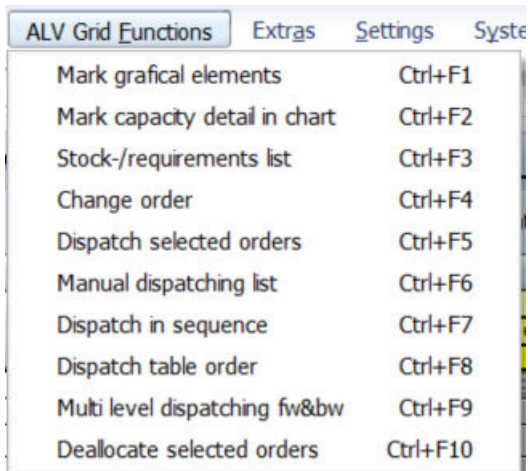 ALV Grid Functions Extras Settings Syste
Mark grafical elements Ctrl+F1
Mark capacity detail in chart Ctrl+F2
Stock-/requirements list Ctrl+F3
Change order Ctrl+F4
Dispatch selected orders Ctrl+F5
Manual dispatching list Ctrl+F6
Dispatch in sequence Ctrl+F7
Dispatch table order Ctrl+F8
Multi level dispatching fw&bw Ctrl+F9
Deallocate selected orders Ctrl+F10